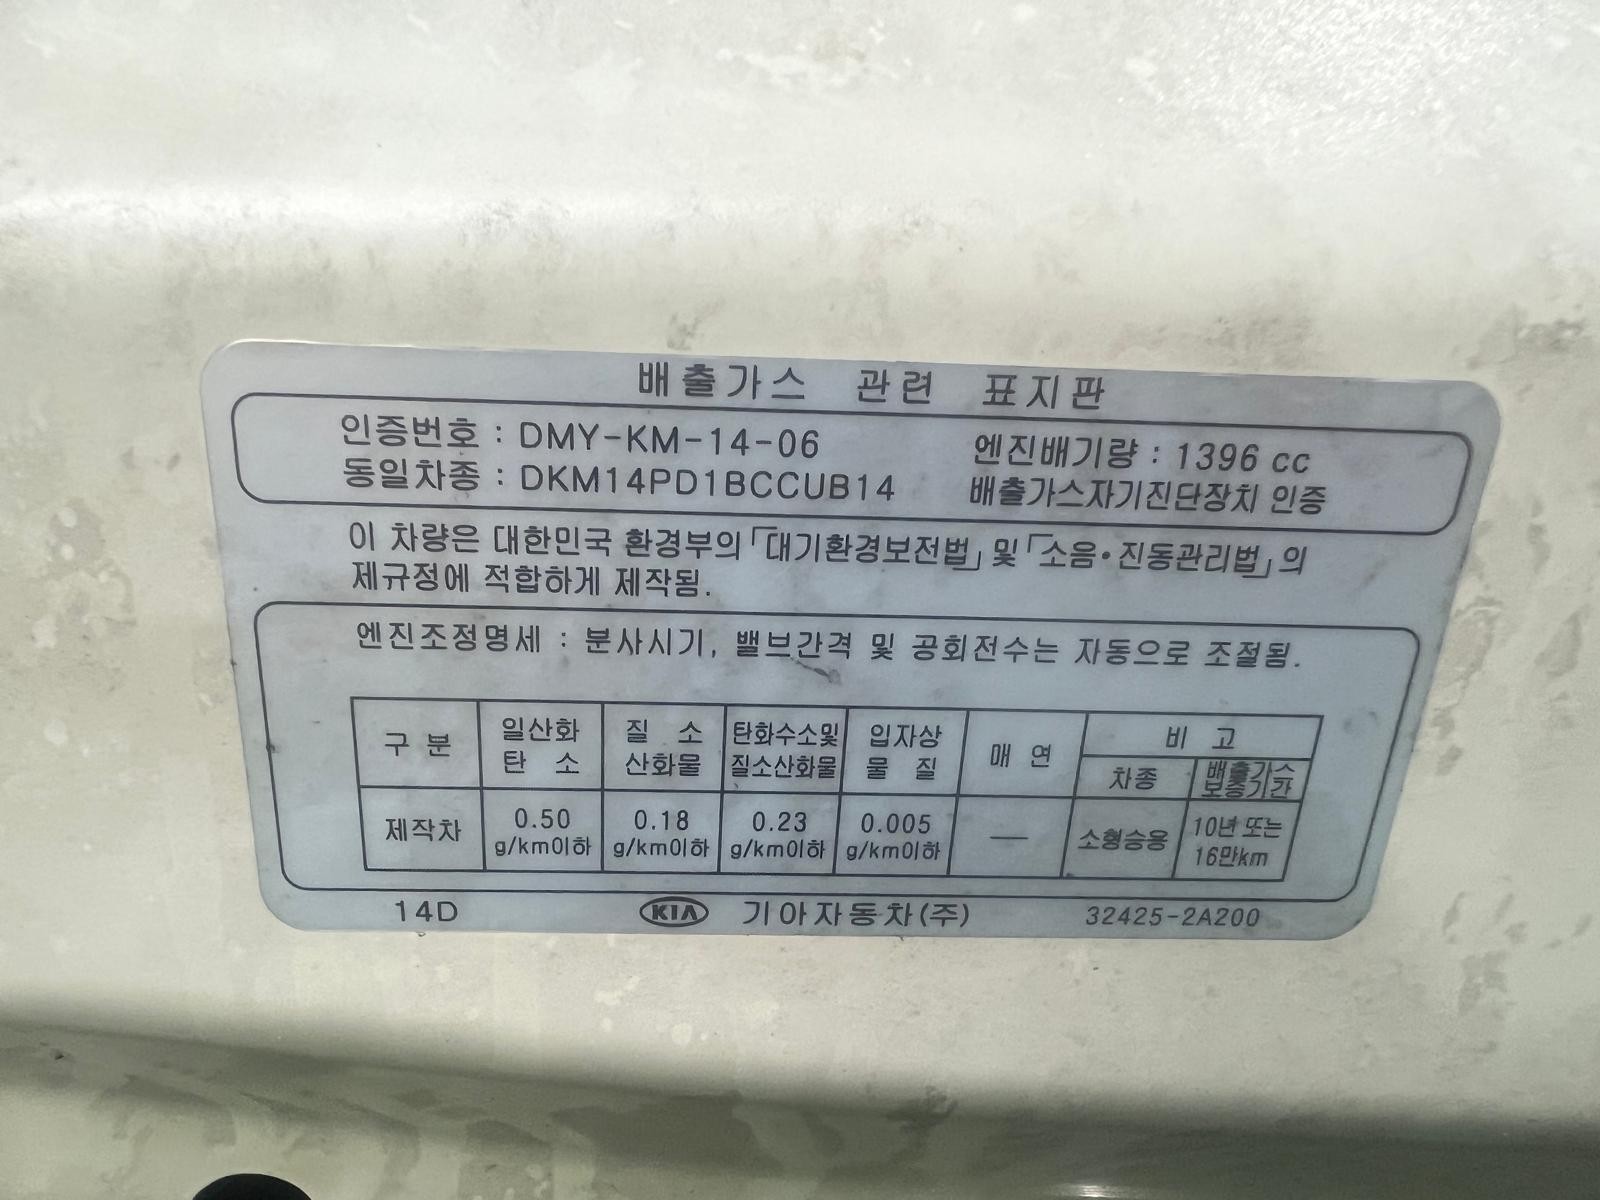 배출가스 관련 표지판
인증번호 : DMY-KM-14-06 엔진배기량 : 1396 cc
동일차종 : DKM14PD1BCCUB14 배출가스자기진단장치 인증
이 차량은 대한민국 환경부의 「대기환경보전법」 및 「소음·진동관리법」의
제규정에 적합하게 제작됨.
엔진조정명세 : 분사시기, 밸브간격 및 공회전수는 자동으로 조절됨.
구분 일산화탄소 질소산화물 탄화수소및질소산화물 입자상물질 매연 비고
차종 배출가스보증기간
제작차 0.50 g/km이하 0.18 g/km이하 0.23 g/km이하 0.005 g/km이하 — 소형승용 10년 또는 16만km
14D KIA 기아자동차(주) 32425-2A200